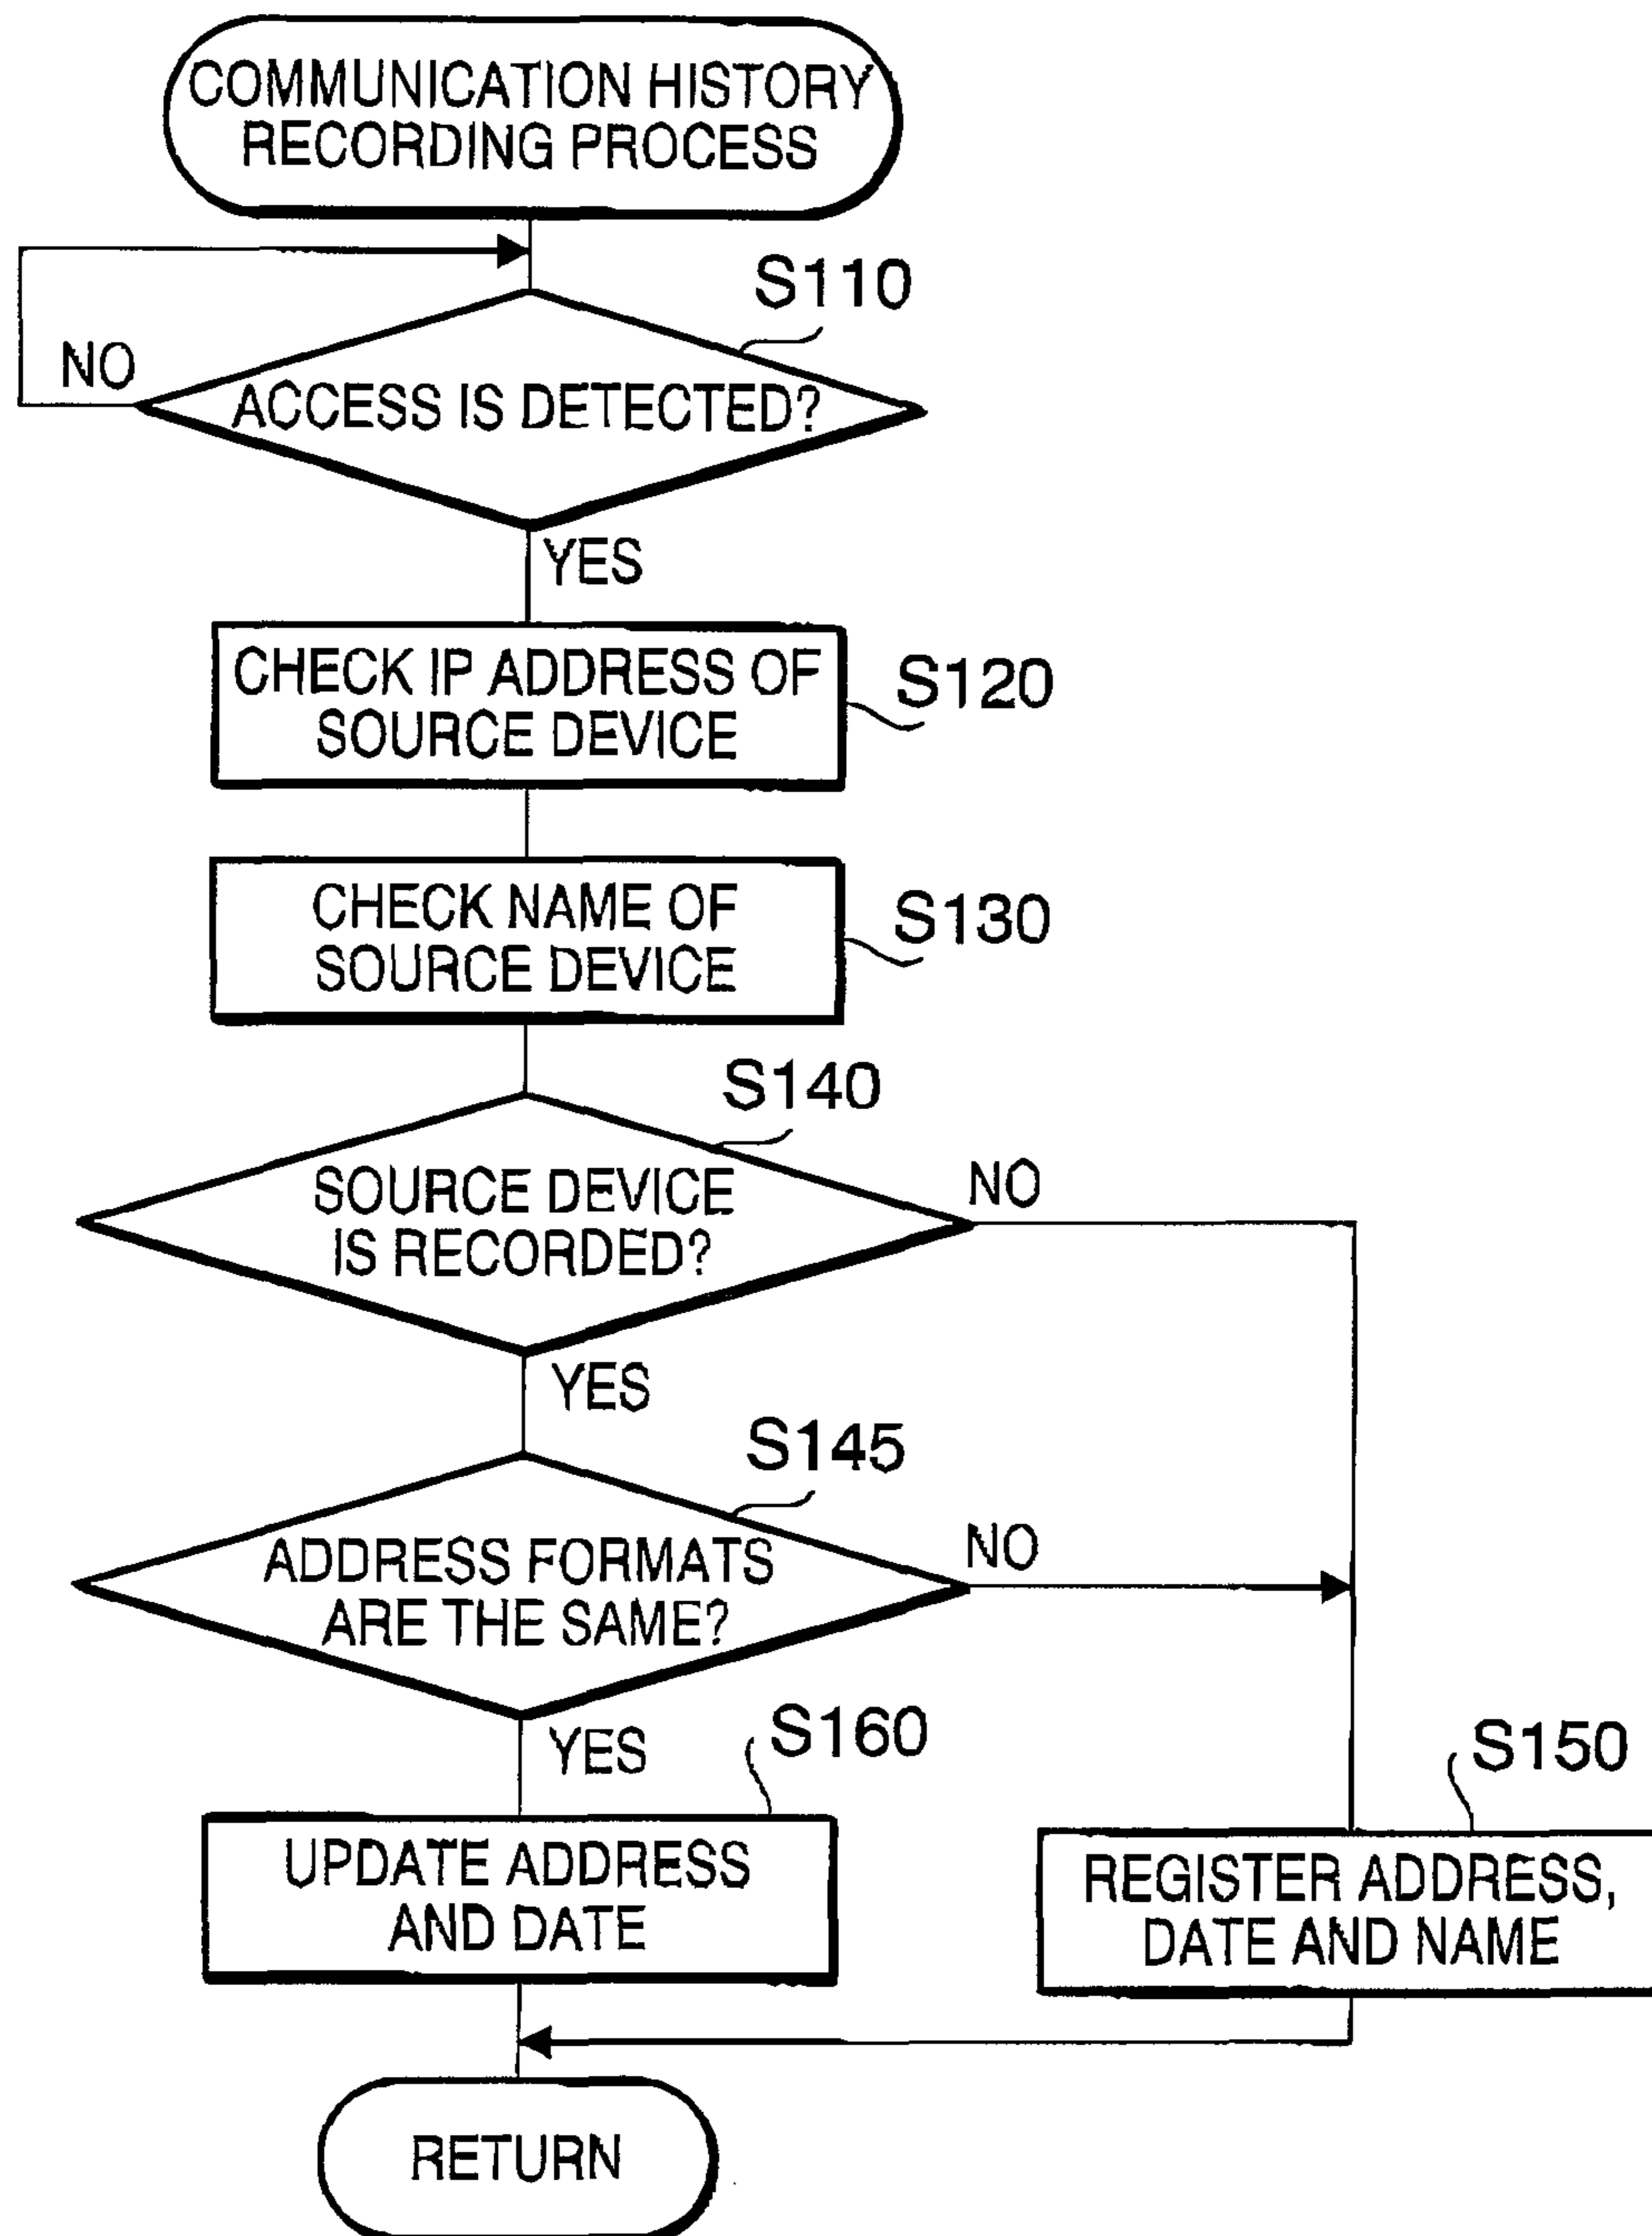 COMMUNICATION HISTORY
RECORDING PROCESS
S110
NO
ACCESS IS DETECTED?
YES
CHECK IP ADDRESS OF
SOURCE DEVICE
S120
CHECK NAME OF
SOURCE DEVICE
S130
S140
SOURCE DEVICE
IS RECORDED?
NO
YES
S145
ADDRESS FORMATS
ARE THE SAME?
NO
YES
S160
UPDATE ADDRESS
AND DATE
S150
REGISTER ADDRESS,
DATE AND NAME
RETURN